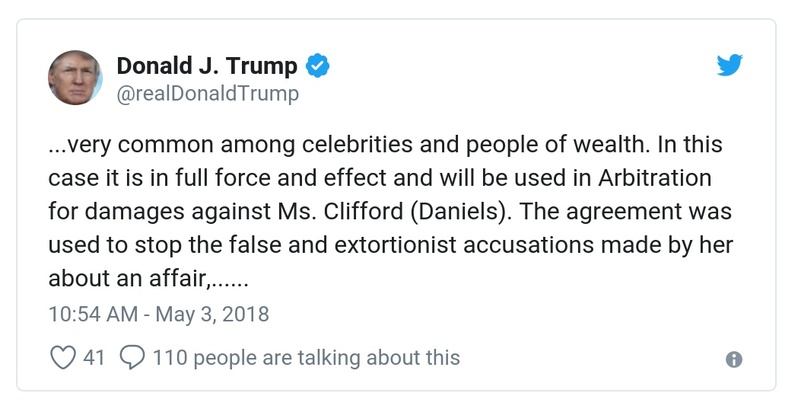 Donald J. Trump
@realDonaldTrump
...very common among celebrities and people of wealth. In this
case it is in full force and effect and will be used in Arbitration
for damages against Ms. Clifford (Daniels). The agreement was
used to stop the false and extortionist accusations made by her
about an affair,......
10:54 AM - May 3, 2018
41 110 people are talking about this